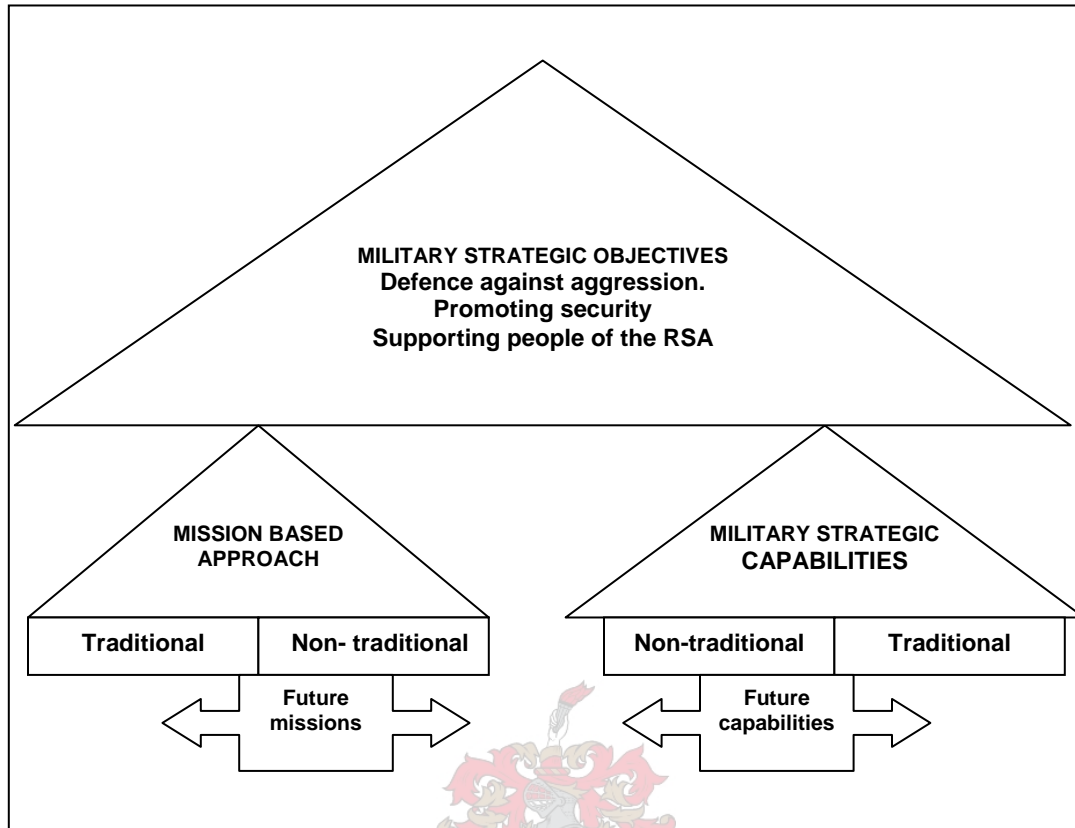 MILITARY STRATEGIC OBJECTIVES
Defence against aggression.
Promoting security
Supporting people of the RSA
MISSION BASED
APPROACH
MILITARY STRATEGIC
CAPABILITIES
Traditional
Non- traditional
Non-traditional
Traditional
Future
missions
Future
capabilities